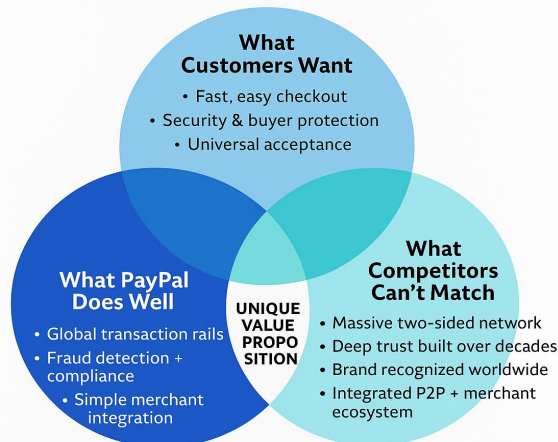 What
Customers Want
• Fast, easy checkout
• Security & buyer protection
• Universal acceptance
What PayPal
Does Well
• Global transaction rails
• Fraud detection +
compliance
• Simple merchant
integration
UNIQUE
VALUE
PROPO
SITION
What
Competitors
Can’t Match
• Massive two-sided network
• Deep trust built over decades
• Brand recognized worldwide
• Integrated P2P + merchant
ecosystem